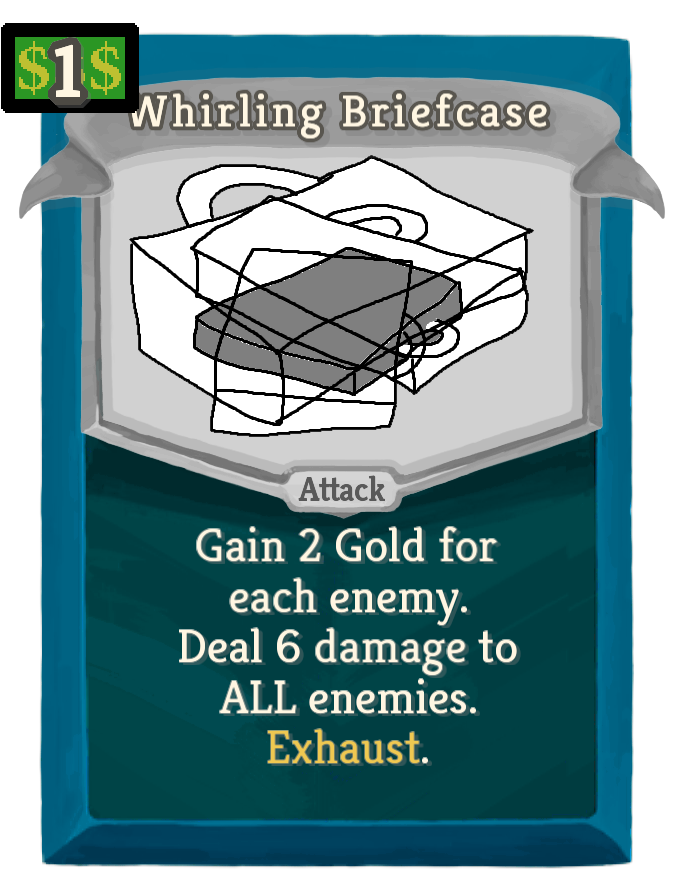 $1$
Whirling Briefcase
Attack
Gain 2 Gold for
each enemy.
Deal 6 damage to
ALL enemies.
Exhaust.